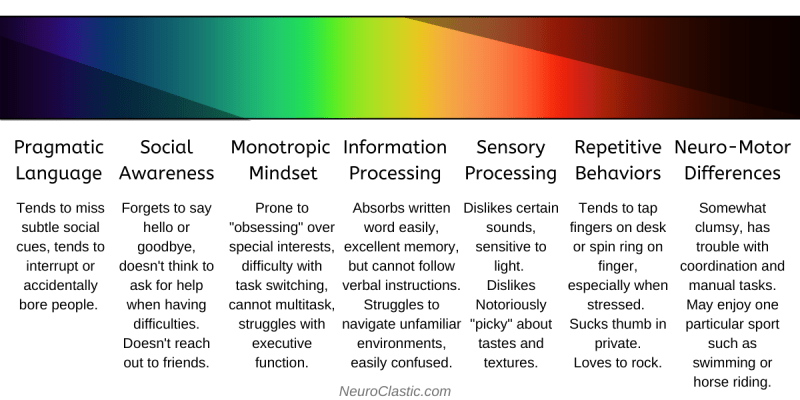 Pragmatic
Language
Tends to miss
subtle social
cues, tends to
interrupt or
accidentally
bore people.
Social
Awareness
Forgets to say
hello or
goodbye,
doesn't think to
ask for help
when having
difficulties.
Doesn't reach
out to friends.
Monotropic
Mindset
Prone to
"obsessing" over
special interests,
difficulty with
task switching,
cannot multitask,
struggles with
executive
function.
Information
Processing
Absorbs written
word easily,
excellent memory,
but cannot follow
verbal instructions.
Struggles to
navigate unfamiliar
environments,
easily confused.
Sensory
Processing
Dislikes certain
sounds,
sensitive to
light.
Dislikes
Notoriously
"picky" about
tastes and
textures.
Repetitive
Behaviors
Tends to tap
fingers on desk
or spin ring on
finger,
especially when
stressed.
Sucks thumb in
private.
Loves to rock.
Neuro-Motor
Differences
Somewhat
clumsy, has
trouble with
coordination and
manual tasks.
May enjoy one
particular sport
such as
swimming or
horse riding.
NeuroClastic.com